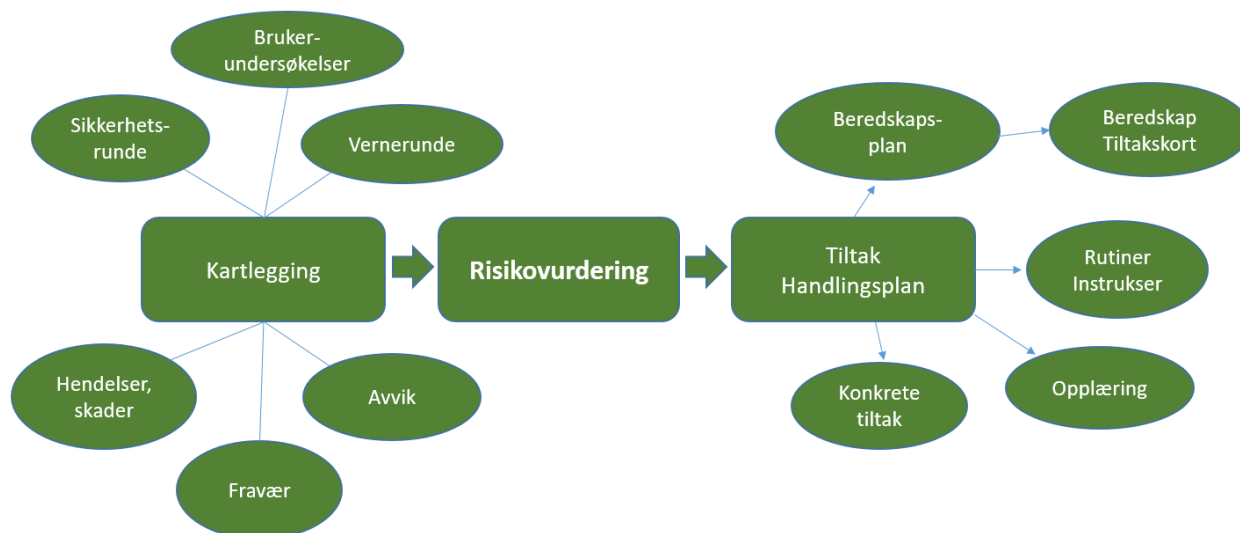 Bruker-
undersøkelser
Sikkerhets-
runde
Vernerunde
Kartlegging
Hendelser,
skader
Avvik
Fravær
Risikovurdering
Tiltak
Handlingsplan
Beredskaps-
plan
Beredskap
Tiltakskort
Rutiner
Instrukser
Opplæring
Konkrete
tiltak